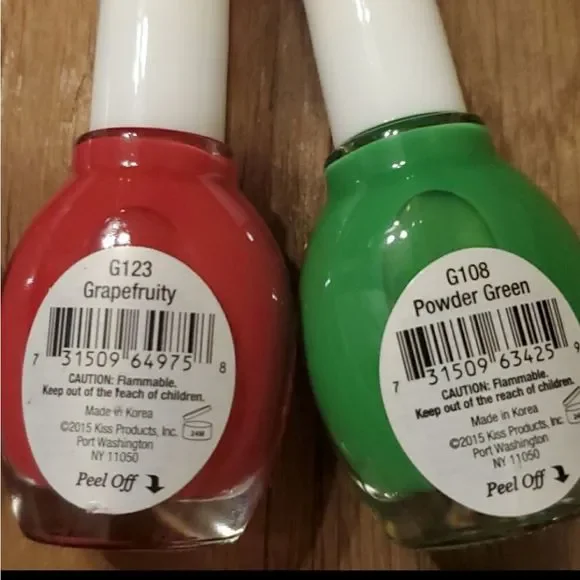 G123
Grapefruity
7 31509 64975 8
CAUTION: Flammable.
Keep out of the reach of children.
Made in Korea
©2015 Kiss Products, Inc.
Port Washington
NY 11050
24M
Peel Off
G108
Powder Green
7 31509 63425 9
CAUTION: Flammable.
Keep out of the reach of children.
Made in Korea
©2015 Kiss Products, Inc.
Port Washington
NY 11050
Peel Off